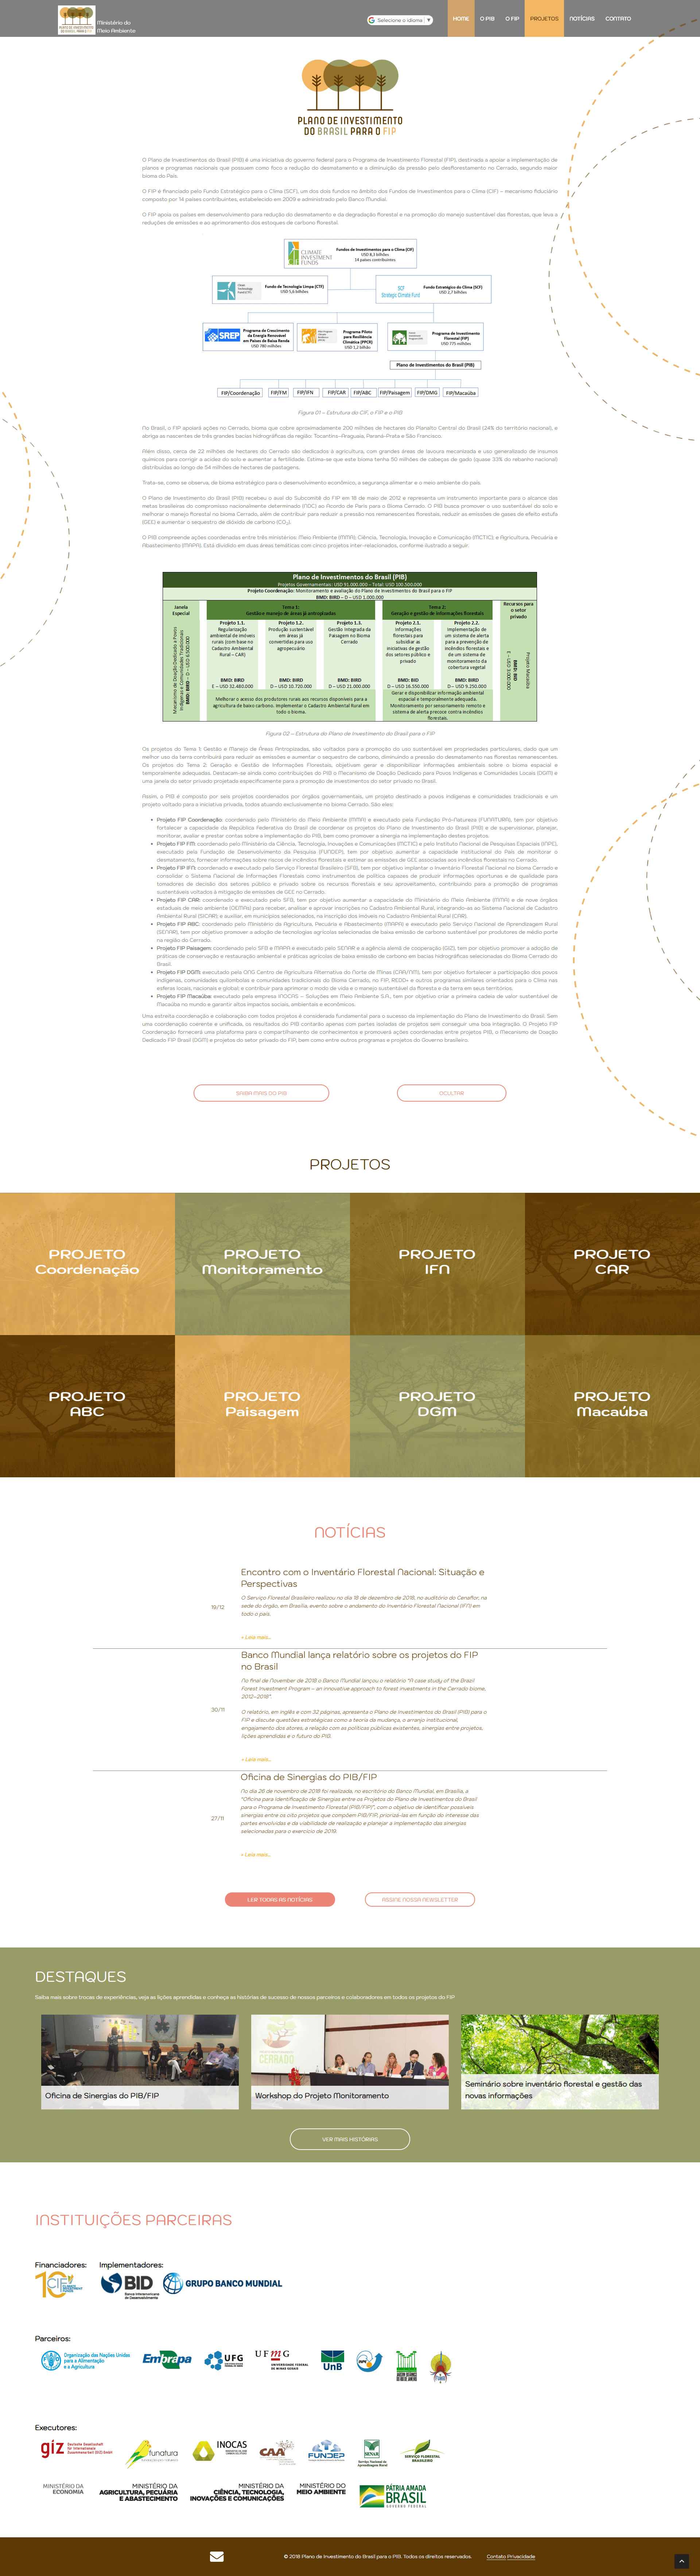 Ministério do
Meio Ambiente
Selecione o idioma ▼
HOME
O PIB
O FIP
PROJETOS
NOTÍCIAS
CONTATO
PLANO DE INVESTIMENTO
DO BRASIL PARA O FIP
O Plano de Investimentos do Brasil (PIB) é uma iniciativa do governo federal para o Programa de Investimento Florestal (FIP), destinada a apoiar a implementação de
planos e programas nacionais que possuem como foco a redução do desmatamento e a diminuição da pressão pelo desflorestamento no Cerrado, segundo maior
bioma do País.
O FIP é financiado pelo Fundo Estratégico para o Clima (SCF), um dos dois fundos no âmbito dos Fundos de Investimentos para o Clima (CIF) – mecanismo fiduciário
composto por 14 países contribuintes, estabelecido em 2009 e administrado pelo Banco Mundial.
O FIP apoia os países em desenvolvimento para redução do desmatamento e da degradação florestal e na promoção do manejo sustentável das florestas, que leva a
reduções de emissões e ao aprimoramento dos estoques de carbono florestal.
CLIMATE
INVESTMENT
FUNDS
Fundos de Investimentos para o Clima (CIF)
USD 8,3 bilhões
14 países contribuintes
Fundo de Tecnologia Limpa (CTF)
USD 5,6 bilhões
SCF
Strategic Climate Fund
Fundo Estratégico do Clima (SCF)
USD 2,7 bilhões
SREP
Programa de Crescimento
da Energia Renovável
em Países de Baixa Renda
USD 780 milhões
Programa Piloto
para Resiliência
Climática (PPCR)
USD 1,2 bilhão
Programa de Investimento
Florestal (FIP)
USD 775 milhões
Plano de Investimentos do Brasil (PIB)
FIP/Coordenação
FIP/FM
FIP/IFN
FIP/CAR
FIP/ABC
FIP/Paisagem
FIP/DMG
FIP/Macaúba
Figura 01 – Estrutura do CIF, o FIP e o PIB
No Brasil, o FIP apoiará ações no Cerrado, bioma que cobre aproximadamente 200 milhões de hectares do Planalto Central do Brasil (24% do território nacional), e
abriga as nascentes de três grandes bacias hidrográficas da região: Tocantins-Araguaia, Paraná-Prata e São Francisco.
Além disso, cerca de 22 milhões de hectares do Cerrado são dedicados à agricultura, com grandes áreas de lavoura mecanizada e uso generalizado de insumos
químicos para corrigir a acidez do solo e aumentar a fertilidade. Estima-se que este bioma tenha 50 milhões de cabeças de gado (quase 33% do rebanho nacional)
distribuídas ao longo de 54 milhões de hectares de pastagens.
Trata-se, como se observa, de bioma estratégico para o desenvolvimento econômico, a segurança alimentar e o meio ambiente do país.
O Plano de Investimento do Brasil (PIB) recebeu o aval do Subcomitê do FIP em 18 de maio de 2012 e representa um instrumento importante para o alcance das
metas brasileiras do compromisso nacionalmente determinado (NDC) ao Acordo de Paris para o Bioma Cerrado. O PIB busca promover o uso sustentável do solo e
melhorar o manejo florestal no bioma Cerrado, além de contribuir para reduzir a pressão nos remanescentes florestais, reduzir as emissões de gases de efeito estufa
(GEE) e aumentar o sequestro de dióxido de carbono (CO2).
O PIB compreende ações coordenadas entre três ministérios: Meio Ambiente (MMA), Ciência, Tecnologia, Inovação e Comunicação (MCTIC); e Agricultura, Pecuária e
Abastecimento (MAPA). Está dividido em duas áreas temáticas com cinco projetos inter-relacionados, conforme ilustrado a seguir:
Plano de Investimentos do Brasil (PIB)
Projetos Governamentais: USD 91.000.000 – Total: USD 100.500.000
Projeto Coordenação: Monitoramento e avaliação do Plano de Investimentos do Brasil para o FIP
BMD: BIRD – D – USD 1.000.000
Janela
Especial
Tema 1:
Gestão e manejo de áreas já antropizadas
Tema 2:
Geração e gestão de informações florestais
Recursos para
o setor
privado
Mecanismo de Doação Dedicado a Povos
Indígenas e Comunidades Tradicionais
BMD: BIRD – D – USD 6.500.000
Projeto 1.1.
Regularização
ambiental de imóveis
rurais (com base no
Cadastro Ambiental
Rural – CAR)
BMD: BIRD
E – USD 32.480.000
Projeto 1.2.
Produção sustentável
em áreas já
convertidas para uso
agropecuário
BMD: BIRD
D – USD 10.720.000
Projeto 1.3.
Gestão integrada da
Paisagem no Bioma
Cerrado
BMD: BIRD
D – USD 21.000.000
Projeto 2.1.
Informações
florestais para
subsidiar as
iniciativas de gestão
dos setores público e
privado
BMD: BID
D – USD 16.550.000
Projeto 2.2.
Implementação de
um sistema de alerta
para a prevenção de
incêndios florestais e
de um sistema de
monitoramento da
cobertura vegetal
BMD: BIRD
D – USD 9.250.000
Projeto Macaúba
BMD: BID
E – USD 3.000.000
Melhorar o acesso dos produtores rurais aos recursos disponíveis para a
agricultura de baixo carbono. Implementar o Cadastro Ambiental Rural em
todo o bioma.
Gerar e disponibilizar informação ambiental
espacial e temporalmente adequadas.
Monitoramentos por sensoriamento remoto e
sistema de alerta precoce contra incêndios
florestais.
Figura 02 – Estrutura do Plano de Investimento do Brasil para o FIP
Os projetos do Tema 1: Gestão e Manejo de Áreas Antropizadas, são voltados para a promoção do uso sustentável em propriedades particulares, dado que um
melhor uso da terra contribuirá para reduzir as emissões e aumentar o sequestro de carbono, diminuindo a pressão do desmatamento nas florestas remanescentes.
Os projetos do Tema 2: Geração e Gestão de Informações Florestais, objetivam gerar e disponibilizar informação ambiental no Cerrado espacial e
temporalmente adequadas. Destacam-se ainda como contribuições do PIB o Mecanismo de Doação Dedicado para Povos Indígenas e Comunidades Locais (DGM) e
uma janela do setor privado projetada especificamente para a promoção de investimentos do setor privado no Brasil.
Assim, o PIB é composto por seis projetos coordenados por órgãos governamentais, um projeto destinado a povos indígenas e comunidades tradicionais e um
projeto voltado para a iniciativa privada, todos atuando exclusivamente no bioma Cerrado. São eles:
Projeto FIP Coordenação: coordenado pelo Ministério do Meio Ambiente (MMA) e executado pela Fundação Pró-Natureza (FUNATURA), tem por objetivo
fortalecer a capacidade da República Federativa do Brasil de coordenar os projetos do Plano de Investimento do Brasil (PIB) e de supervisionar, planejar,
monitorar, avaliar e prestar contas sobre a implementação do PIB, bem como promover a sinergia na implementação destes projetos.
Projeto FIP FM: coordenado pelo Ministério da Ciência, Tecnologia, Inovações e Comunicações (MCTIC) e pelo Instituto Nacional de Pesquisas Espaciais (INPE),
executado pela Fundação de Desenvolvimento da Pesquisa (FUNDEP), tem por objetivo aumentar a capacidade institucional do País de monitorar o
desmatamento, fornecer informações sobre riscos de incêndios florestais e estimar as emissões de GEE associadas aos incêndios florestais no Cerrado.
Projeto FIP IFN: coordenado e executado pelo Serviço Florestal Brasileiro (SFB), tem por objetivo implantar o Inventário Florestal Nacional no bioma Cerrado e
consolidar o Sistema Nacional de Informações Florestais como instrumento de política capazes de produzir informações sustentáveis e de ajudar na
tomadores de decisão dos setores público e privado sobre os recursos florestais e seu aproveitamento, contribuindo para a promoção de programas
sustentáveis voltados à mitigação de emissões de GEE no Cerrado.
Projeto FIP CAR: coordenado e executado pelo SFB, tem por objetivo aumentar a capacidade do Ministério do Meio Ambiente (MMA) e de nove órgãos
estaduais de meio ambiente (OEMAs) para receber, analisar e aprovar inscrições no Cadastro Ambiental Rural, integrando-as ao Sistema Nacional de Cadastro
Ambiental Rural (SICAR); e auxiliar, em municípios selecionados, na inscrição dos imóveis no Cadastro Ambiental Rural (CAR).
Projeto FIP ABC: coordenado pelo Ministério da Agricultura, Pecuária e Abastecimento (MAPA) e executado pelo Serviço Nacional de Aprendizagem Rural
(SENAR), tem por objetivo promover a adoção de tecnologias agrícolas selecionadas de baixa emissão de carbono por produtores rurais médios de médio porte
na região do Cerrado.
Projeto FIP Paisagem: coordenado pelo SFB e MAPA e executado pelo SENAR e a agência alemã de cooperação (GIZ), tem por objetivo promover a adoção de
práticas de conservação e restauração ambiental e práticas agrícolas de baixa emissão de carbono em bacias hidrográficas selecionadas do Bioma Cerrado do
Brasil.
Projeto FIP DGM: executado pela ONG Centro de Agricultura Alternativa do Norte de Minas (CAA/NM), tem por objetivo fortalecer a participação dos povos
indígenas, comunidades quilombolas e comunidades tradicionais do Bioma Cerrado, no FIP, REDD+ e outros programas similares orientados para o Clima nas
esferas locais, nacionais e global; e contribuir para aprimorar o modo de vida e o manejo sustentável da floresta e da terra em seus territórios.
Projeto FIP Macaúba: executado pela empresa INOCAS – Soluções em Meio Ambiente S.A., tem por objetivo criar a primeira cadeia de valor sustentável de
Macaúba no mundo e garantir altos impactos sociais, ambientais e econômicos.
Uma estreita coordenação e colaboração com todos projetos é considerada fundamental para o sucesso da implementação do Plano de Investimento do Brasil. Sem
uma coordenação coerente e unificada, os resultados do PIB contarão apenas com partes isoladas de projetos sem conseguir uma boa integração. O Projeto FIP
Coordenação fornecerá uma plataforma para o compartilhamento de conhecimentos e promoverá ações coordenadas entre projetos PIB, o Mecanismo de Doação
Dedicado FIP Brasil (DGM) e projetos do setor privado do FIP, bem como entre outros programas e projetos do Governo brasileiro.
SAIBA MAIS DO PIB
OCULTAR
PROJETOS
PROJETO
Coordenação
PROJETO
Monitoramento
PROJETO
IFN
PROJETO
CAR
PROJETO
ABC
PROJETO
Paisagem
PROJETO
DGM
PROJETO
Macaúba
NOTÍCIAS
Encontro com o Inventário Florestal Nacional: Situação e
Perspectivas
19/12
O Serviço Florestal Brasileiro realizou no dia 18 de dezembro de 2018, no auditório do Cenaflor, na
sede do órgão, em Brasília, evento sobre o andamento do Inventário Florestal Nacional (IFN) em
todo o país.
+ Leia mais...
Banco Mundial lança relatório sobre os projetos do FIP
no Brasil
30/11
No final de novembro de 2018 o Banco Mundial lançou o relatório “A case study of the Brazil
Forest Investment Program – an innovative approach to forest investments in the Cerrado biome,
2012–2018”.
O relatório, em inglês e com 32 páginas, apresenta o Plano de Investimentos do Brasil (PIB) para o
FIP e discute questões estratégicas como a teoria da mudança, o arranjo institucional,
engajamento dos atores, a relação com as políticas públicas existentes, sinergias entre projetos,
lições aprendidas e o futuro do PIB.
+ Leia mais...
Oficina de Sinergias do PIB/FIP
27/11
No dia 26 de novembro de 2018 foi realizada, no escritório do Banco Mundial, em Brasília, a
“Oficina para Identificação de Sinergias entre os Projetos do Plano de Investimentos do Brasil
para o Programa de Investimento Florestal (PIB/FIP)”, com o objetivo de identificar possíveis
sinergias entre os oito projetos que compõem PIB/FIP, priorizá-las em função do interesse das
partes envolvidas e da viabilidade de realização e planejar a implementação das sinergias
selecionadas para o exercício de 2019.
+ Leia mais...
LER TODAS AS NOTÍCIAS
ASSINE NOSSA NEWSLETTER
DESTAQUES
Saiba mais sobre trocas de experiências, veja as lições aprendidas e conheça as histórias de sucesso de nossos parceiros e colaboradores em todos os projetos do FIP
CERRADO
Oficina de Sinergias do PIB/FIP
Workshop do Projeto Monitoramento
Seminário sobre inventário florestal e gestão das
novas informações
VER MAIS HISTÓRIAS
INSTITUIÇÕES PARCEIRAS
Financiadores:
Implementadores:
10
CIF
CLIMATE
INVESTMENT
FUNDS
BID
Banco Interamericano
de Desenvolvimento
GRUPO BANCO MUNDIAL
Parceiros:
Organização das Nações Unidas
para a Alimentação
e a Agricultura
Embrapa
UFG
UFMG
UNIVERSIDADE FEDERAL
DE MINAS GERAIS
UnB
Executores:
giz
Deutsche Gesellschaft
für Internationale
Zusammenarbeit (GIZ) GmbH
funatura
INOCAS
CAA
FUNDEP
SENAR
Serviço Nacional de
Aprendizagem Rural
SERVIÇO FLORESTAL
BRASILEIRO
MINISTÉRIO DA
ECONOMIA
MINISTÉRIO DA
AGRICULTURA, PECUÁRIA
E ABASTECIMENTO
MINISTÉRIO DA
CIÊNCIA, TECNOLOGIA,
INOVAÇÕES E COMUNICAÇÕES
MINISTÉRIO DO
MEIO AMBIENTE
PÁTRIA AMADA
BRASIL
GOVERNO FEDERAL
© 2018 Plano de Investimento do Brasil para o PIB. Todos os direitos reservados.
Contato Privacidade